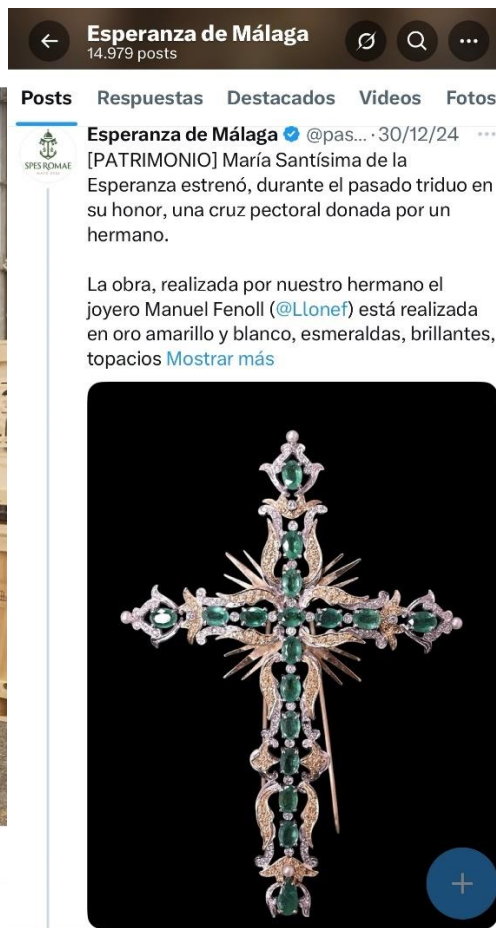 Esperanza de Málaga
14.979 posts
Posts Respuestas Destacados Videos Fotos
SPES ROMAE
Esperanza de Málaga @pas... · 30/12/24
[PATRIMONIO] María Santísima de la
Esperanza estrenó, durante el pasado triduo en
su honor, una cruz pectoral donada por un
hermano.
La obra, realizada por nuestro hermano el
joyero Manuel Fenoll (@Llonef) está realizada
en oro amarillo y blanco, esmeraldas, brillantes,
topacios Mostrar más